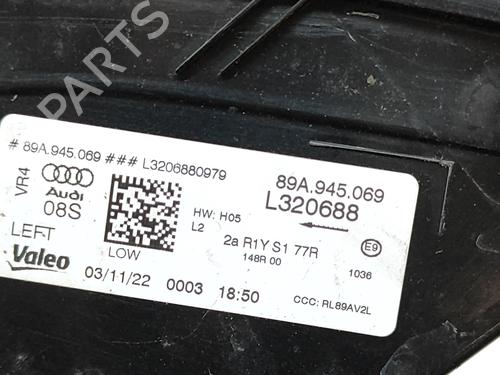 B-PARTS
# 89A.945.069 ### L3206880979
VR4
Audi
08S
LEFT
Valeo
LOW
HW: H05
L2
89A.945.069
L320688
2a R1Y S1 77R
148R 00
E9
1036
03/11/22 0003 18:50
CCC: RL89AV2L